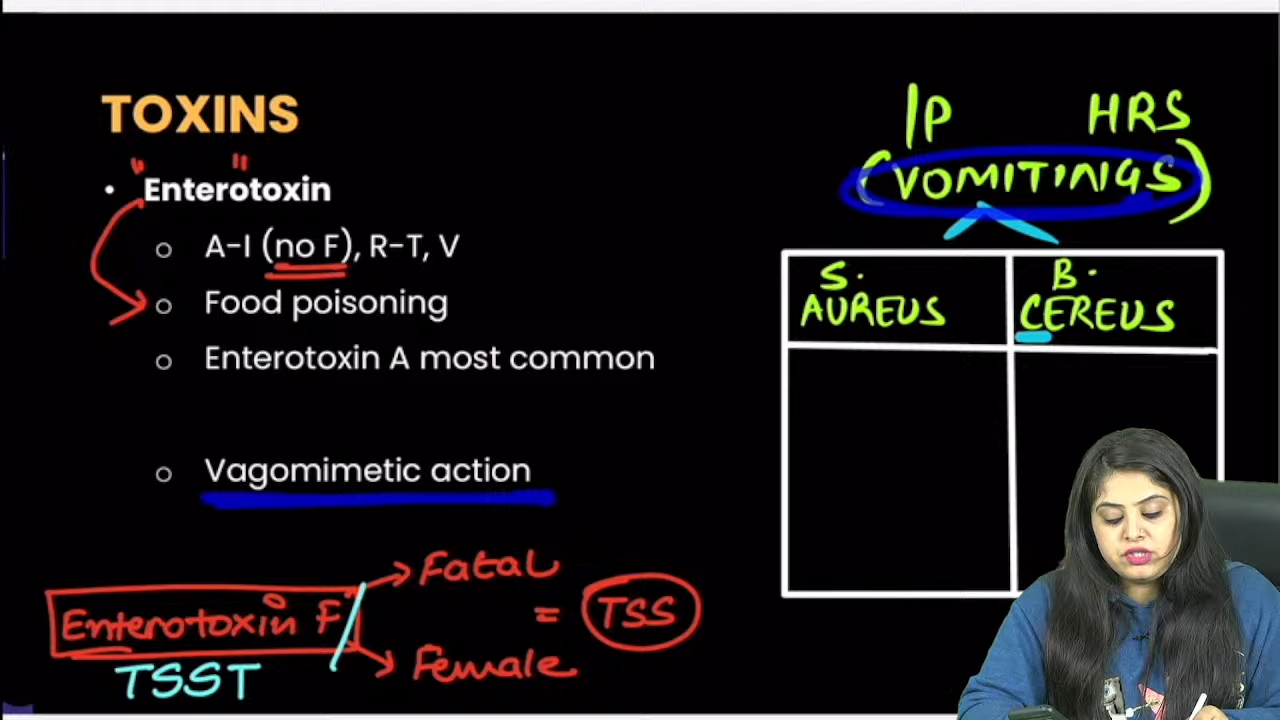 TOXINS
• "Enterotoxin"
o A-I (no F), R-T, V
o Food poisoning
o Enterotoxin A most common
o Vagomimetic action
Enterotoxin F
TSST
Fatal
= TSS
Female
IP HRS
(VOMITINGS)
S. AUREUS
B. CEREUS